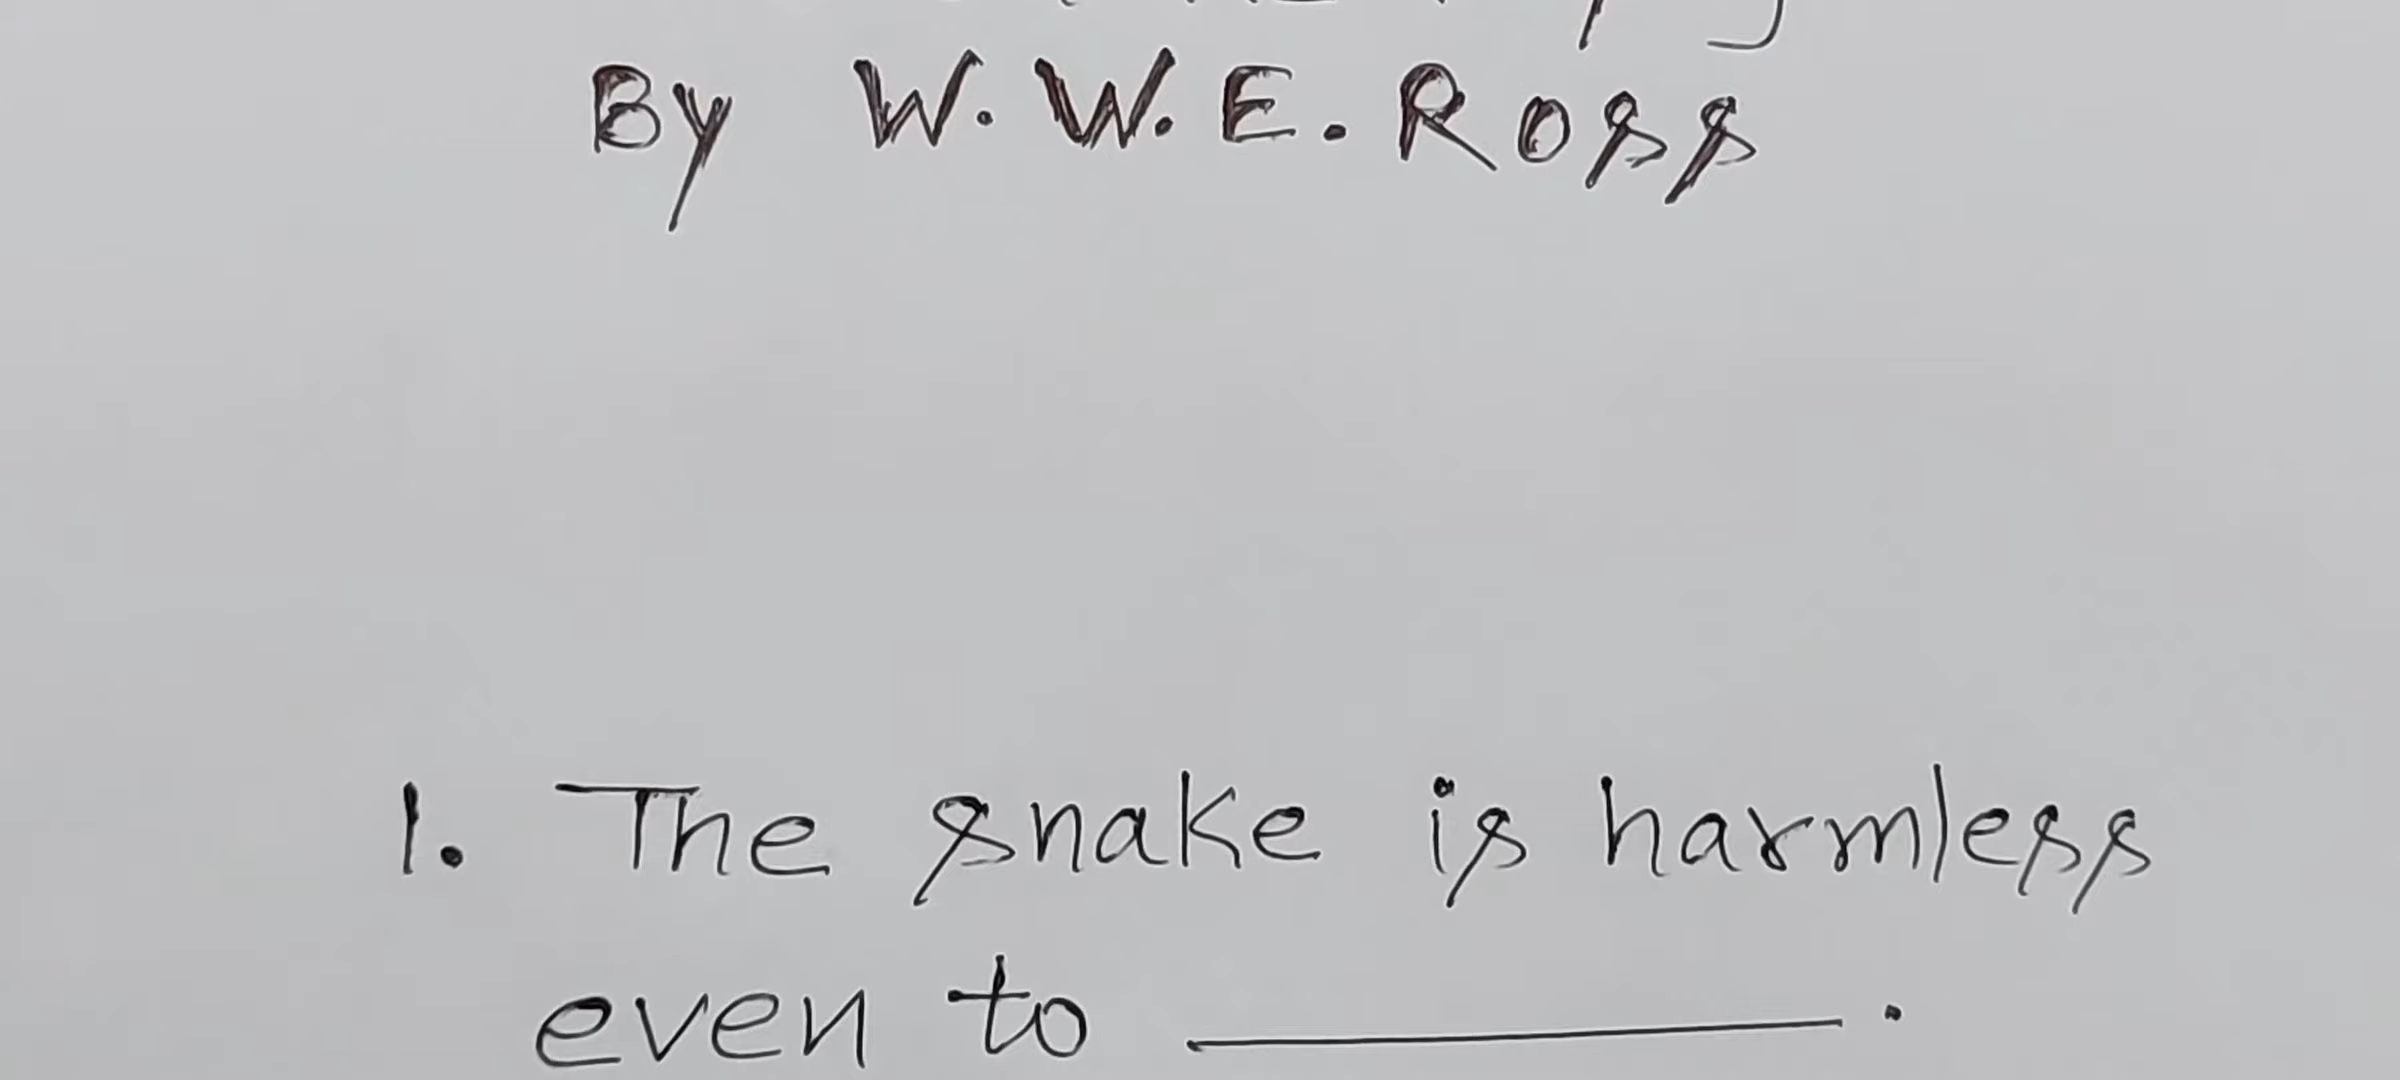 By W. W. E. Ross
1. The snake is harmless
even to ________.